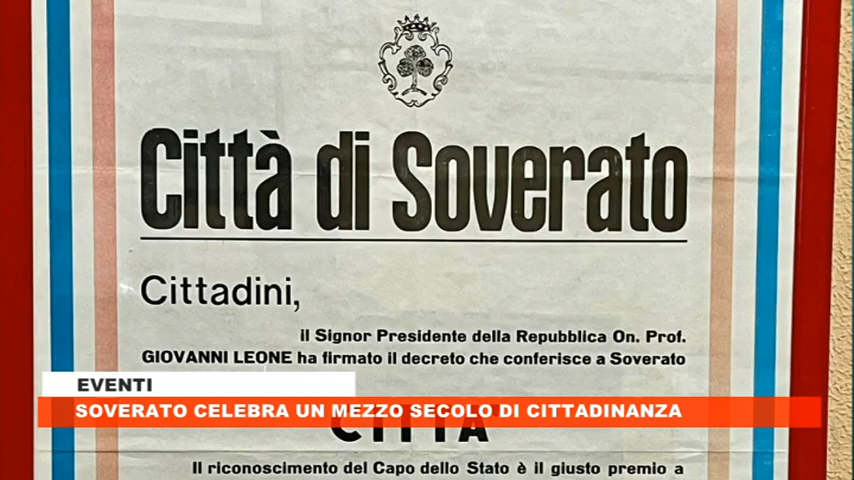 Città di Soverato
Cittadini,
il Signor Presidente della Repubblica On. Prof.
GIOVANNI LEONE ha firmato il decreto che conferisce a Soverato
EVENTI
SOVERATO CELEBRA UN MEZZO SECOLO DI CITTADINANZA
CITTÀ
Il riconoscimento del Capo dello Stato è il giusto premio a